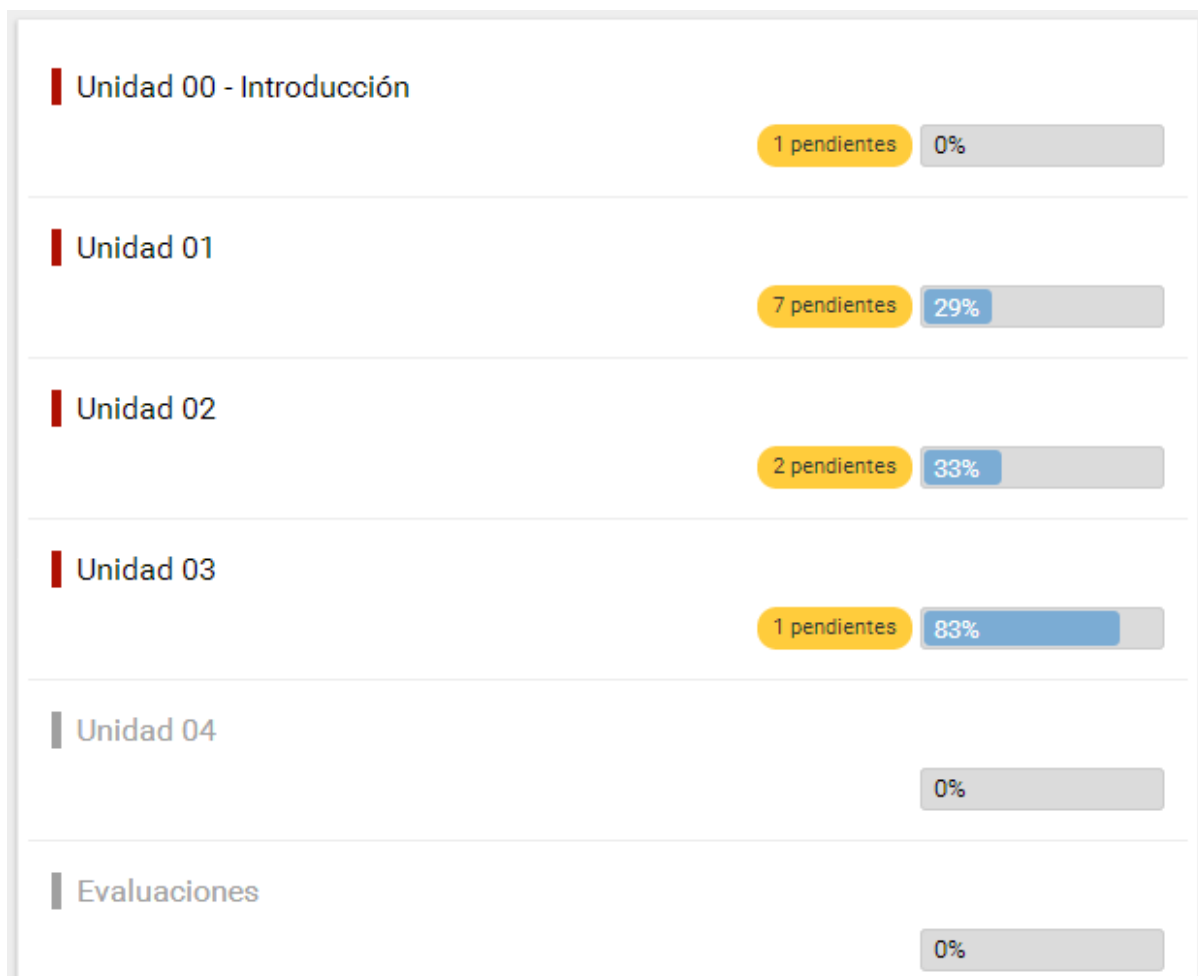 Unidad 00 - Introducción
1 pendientes 0%
Unidad 01
7 pendientes 29%
Unidad 02
2 pendientes 33%
Unidad 03
1 pendientes 83%
Unidad 04
0%
Evaluaciones
0%